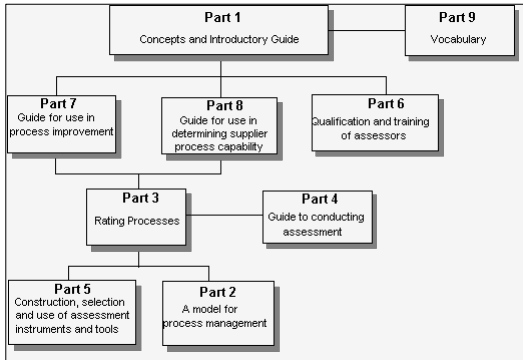 Part 1
Concepts and Introductory Guide
Part 9
Vocabulary
Part 7
Guide for use in
process improvement
Part 8
Guide for use in
determining supplier
process capability
Part 6
Qualification and training
of assessors
Part 3
Rating Processes
Part 4
Guide to conducting
assessment
Part 5
Construction, selection
and use of assessment
instruments and tools
Part 2
A model for
process management